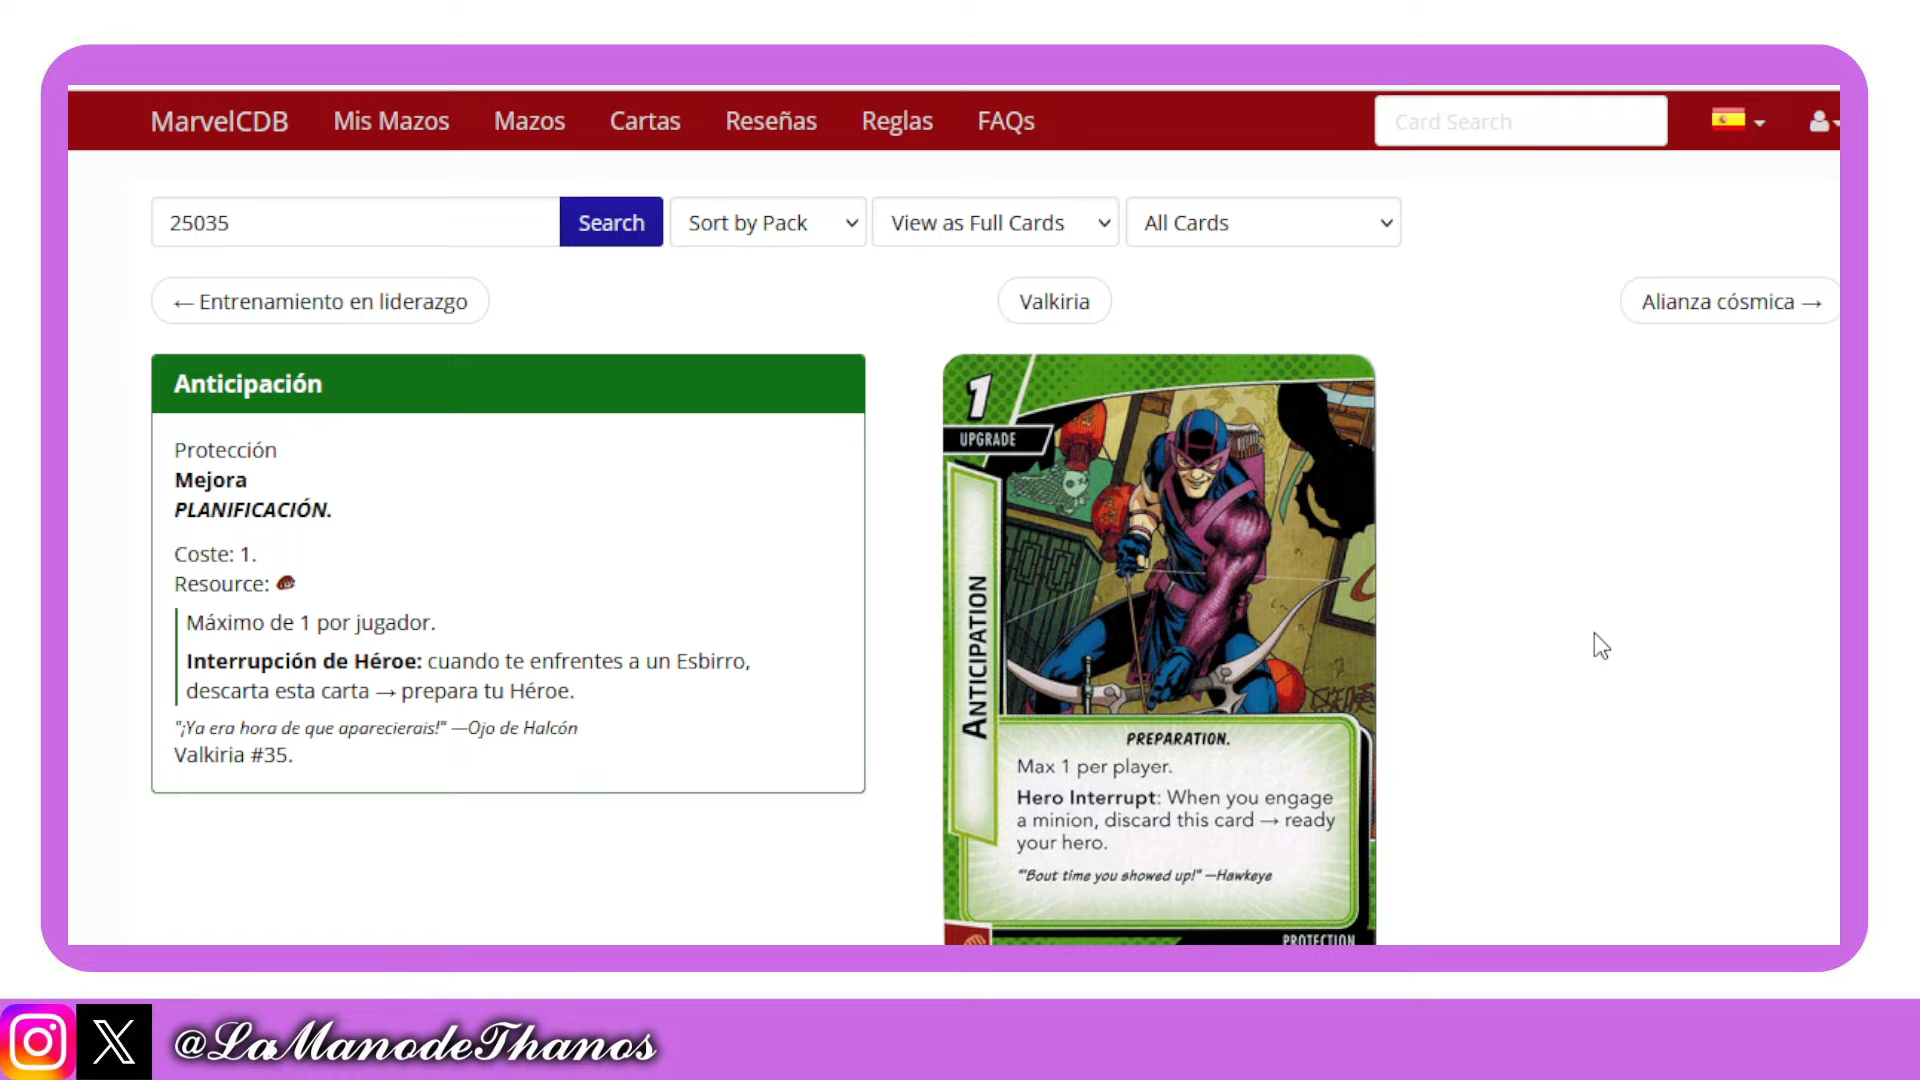 MarvelCDB Mis Mazos Mazos Cartas Reseñas Reglas FAQs Card Search
25035 Search Sort by Pack View as Full Cards All Cards
← Entrenamiento en liderazgo Valkiria Alianza cósmica →
Anticipación
Protección
Mejora
PLANIFICACIÓN.
Coste: 1.
Resource:
Máximo de 1 por jugador.
Interrupción de Héroe: cuando te enfrentes a un Esbirro,
descarta esta carta → prepara tu Héroe.
"¡Ya era hora de que aparecierais!" —Ojo de Halcón
Valkiria #35.
1
UPGRADE
ANTICIPATION
PREPARATION.
Max 1 per player.
Hero Interrupt: When you engage
a minion, discard this card → ready
your hero.
"'Bout time you showed up!" —Hawkeye
PROTECTION
@LaManodeThanos